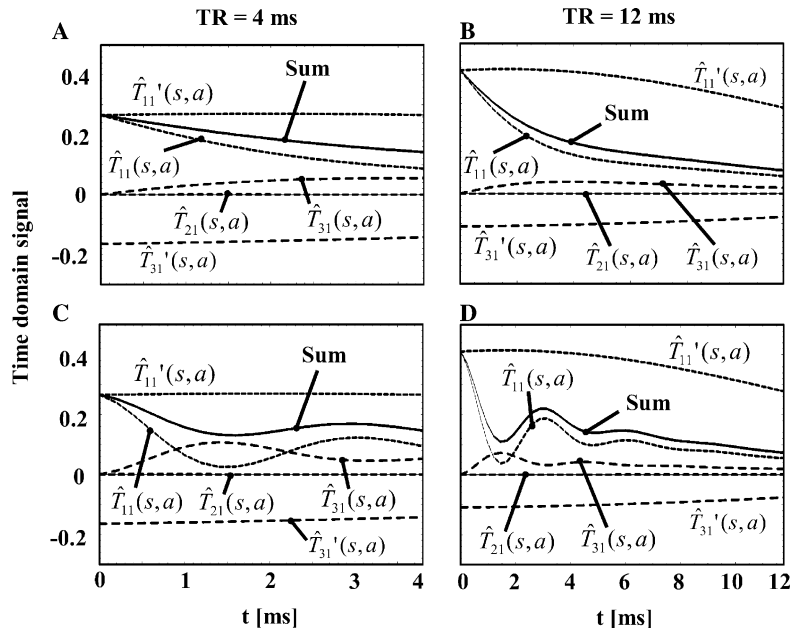 TR = 4 ms
TR = 12 ms
Time domain signal
A
0.4
0.2
0
-0.2
T̂₁₁'(s,a)
Sum
T̂₁₁(s,a)
T̂₂₁(s,a)
T̂₃₁(s,a)
T̂₃₁'(s,a)
B
T̂₁₁'(s,a)
Sum
T̂₁₁(s,a)
T̂₃₁'(s,a)
T̂₂₁(s,a)
T̂₃₁(s,a)
C
0.4
0.2
0
-0.2
T̂₁₁'(s,a)
Sum
T̂₁₁(s,a)
T̂₂₁(s,a)
T̂₃₁(s,a)
T̂₃₁'(s,a)
0 1 2 3 4
t [ms]
D
T̂₁₁'(s,a)
T̂₁₁(s,a)
Sum
T̂₂₁(s,a)
T̂₃₁(s,a)
T̂₃₁'(s,a)
0 2 4 6 8 10 12
t [ms]